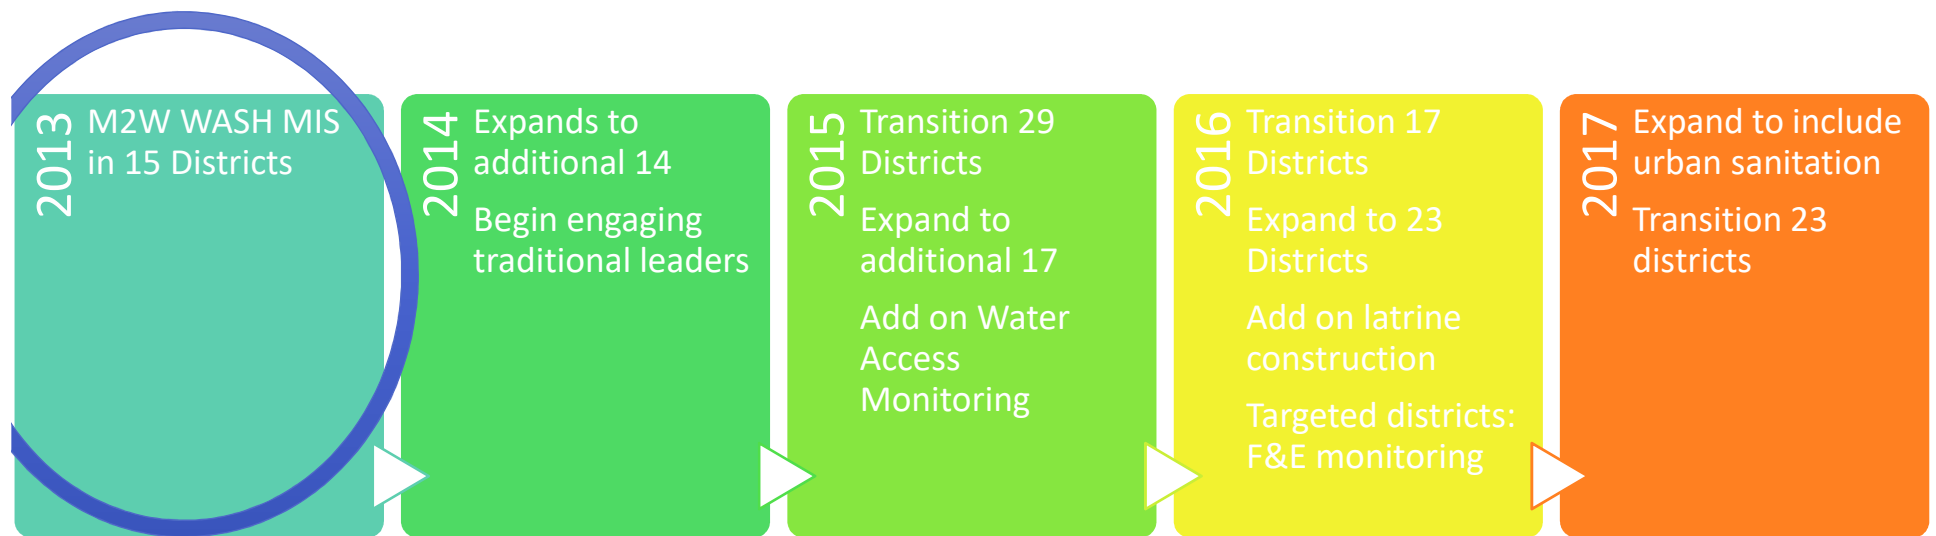 2013
M2W WASH MIS
in 15 Districts
2014
Expands to
additional 14
Begin engaging
traditional leaders
2015
Transition 29
Districts
Expand to
additional 17
Add on Water
Access
Monitoring
2016
Transition 17
Districts
Expand to 23
Districts
Add on latrine
construction
Targeted districts:
F&E monitoring
2017
Expand to include
urban sanitation
Transition 23
districts